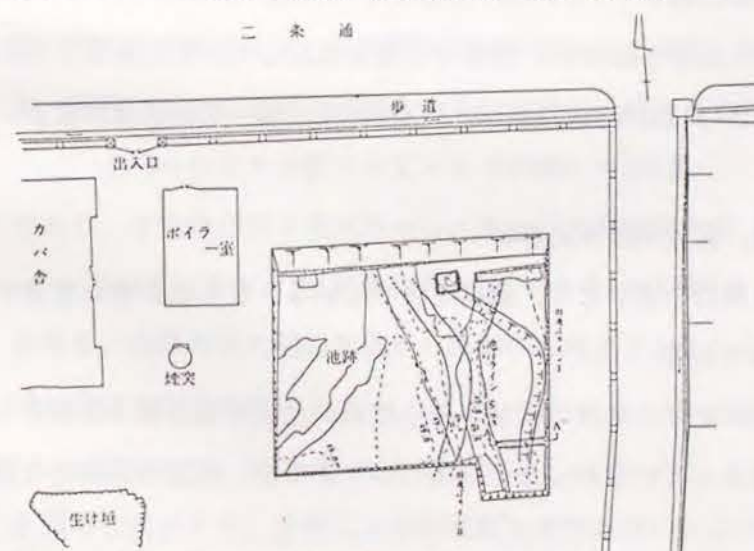 二条通
歩道
出入口
カバ舎
ボイラ
ー室
池跡
煙突
生け垣